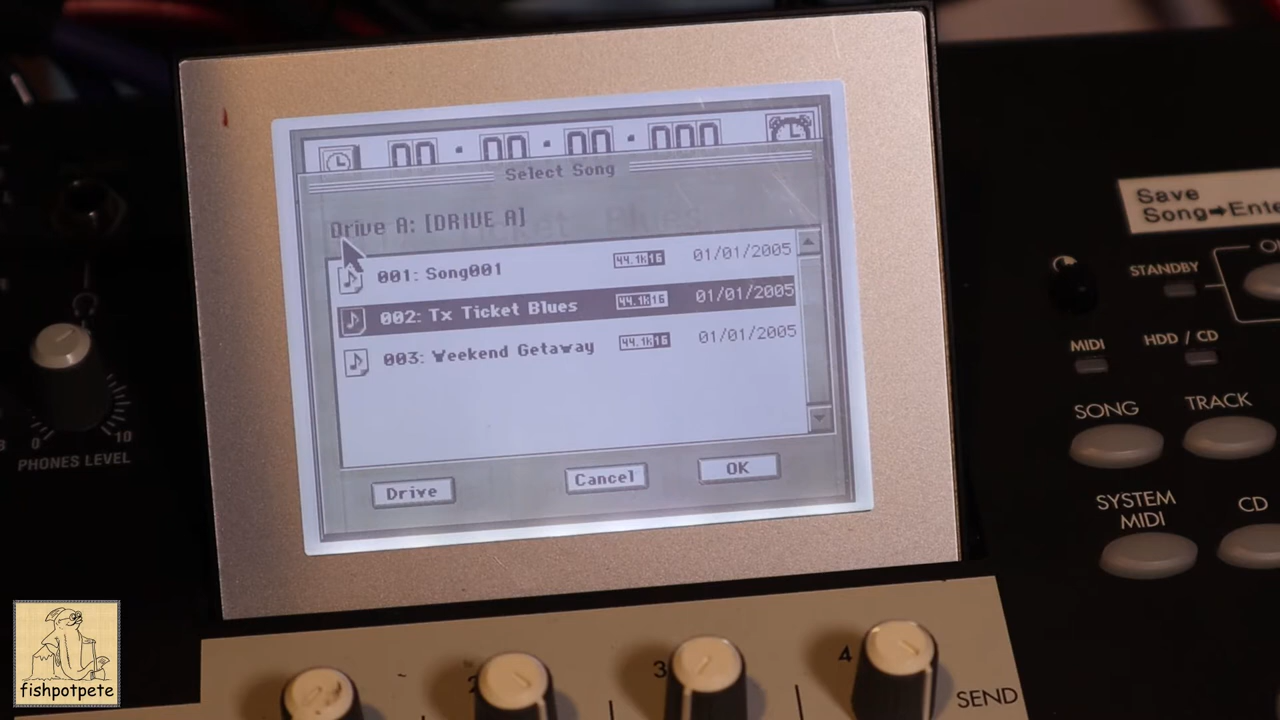 00 . 00 . 00 . 000
Select Song
Drive A: [DRIVE A]
001: Song001 44.1k16 01/01/2005
002: Tx Ticket Blues 44.1k16 01/01/2005
003: Weekend Getaway 44.1k16 01/01/2005
Drive Cancel OK
Save
Song➡Ente
STANDBY
MIDI HDD / CD
SONG TRACK
SYSTEM
MIDI
CD
0 10
PHONES LEVEL
2 3 4
SEND
fishpotpete